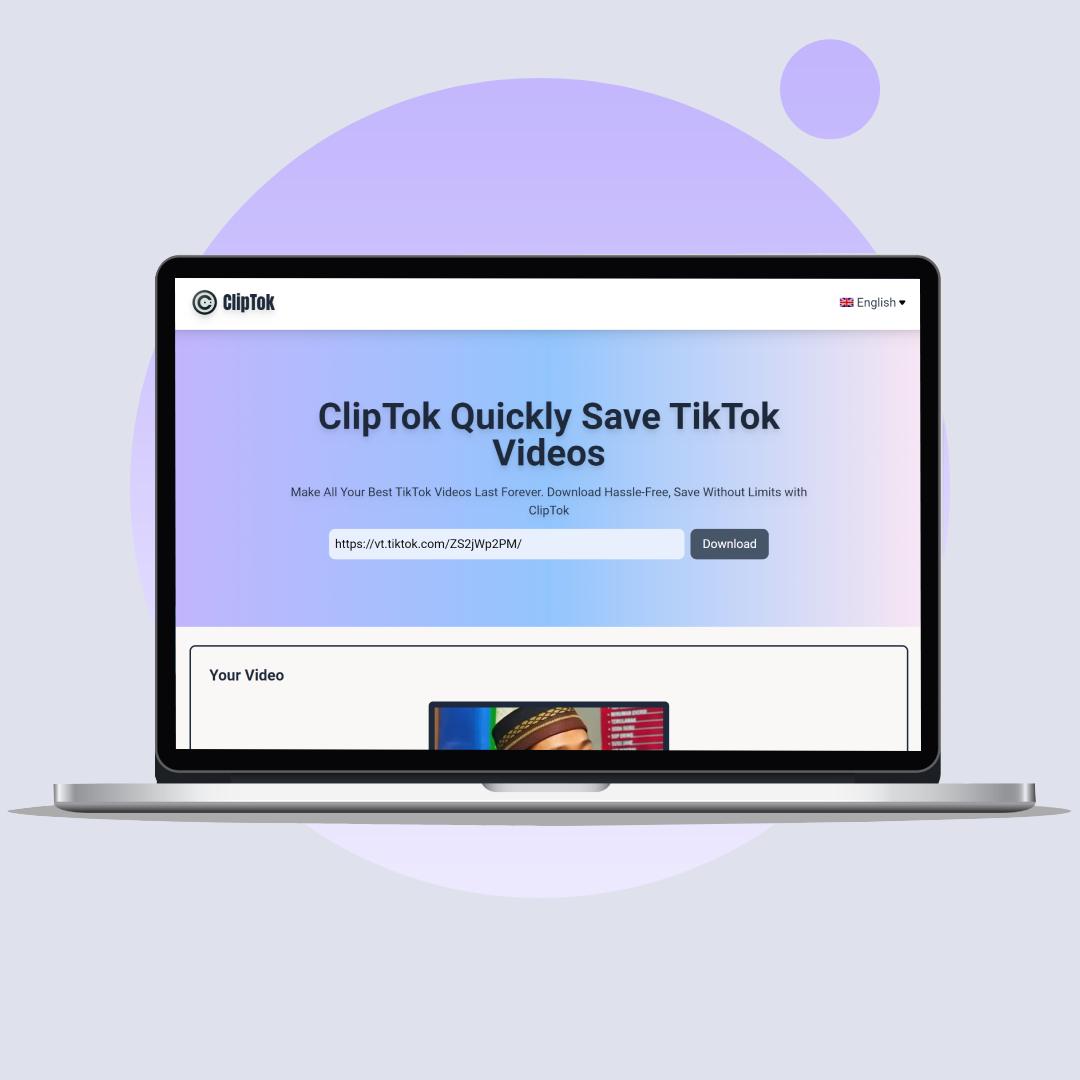 ClipTok
English
ClipTok Quickly Save TikTok
Videos
Make All Your Best TikTok Videos Last Forever. Download Hassle-Free, Save Without Limits with
ClipTok
https://vt.tiktok.com/ZS2jWp2PM/
Download
Your Video